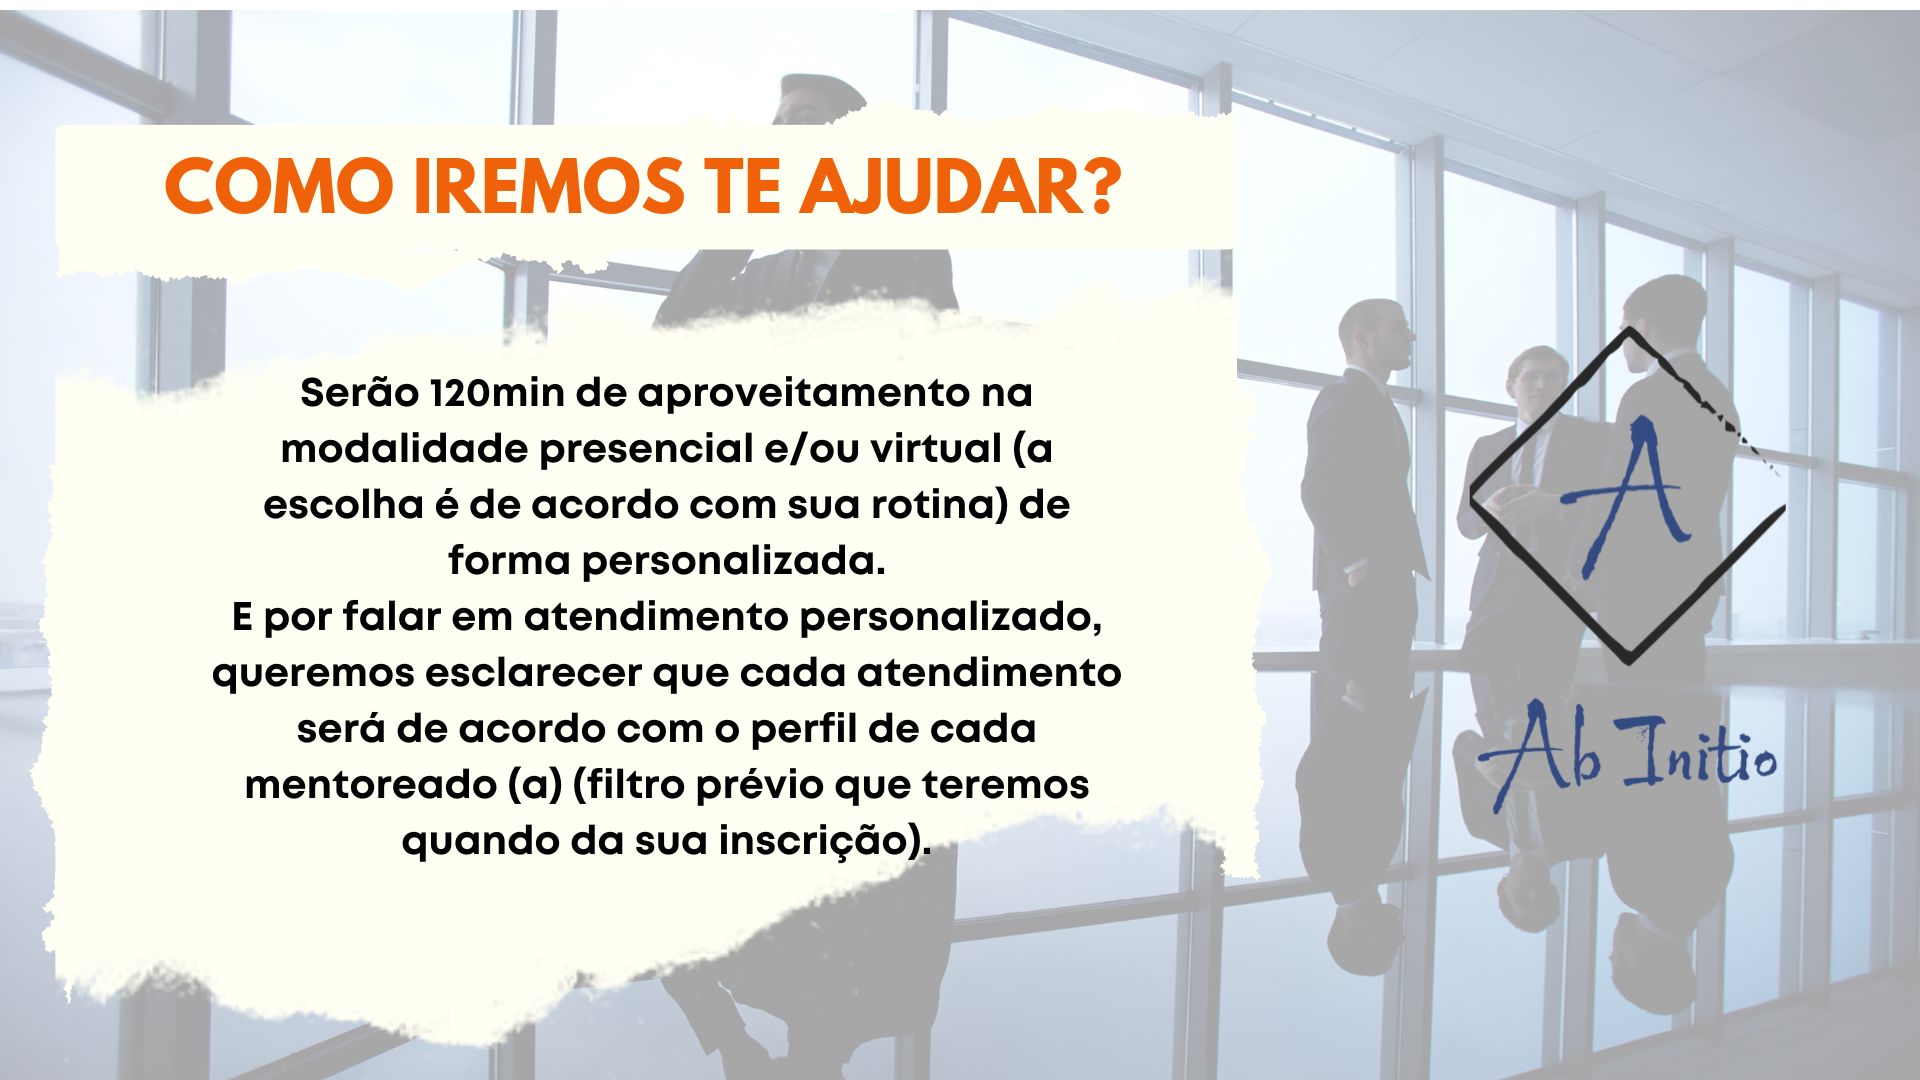 COMO IREMOS TE AJUDAR?
Serão 120min de aproveitamento na
modalidade presencial e/ou virtual (a
escolha é de acordo com sua rotina) de
forma personalizada.
E por falar em atendimento personalizado,
queremos esclarecer que cada atendimento
será de acordo com o perfil de cada
mentoreado (a) (filtro prévio que teremos
quando da sua inscrição).
A
Ab Initio